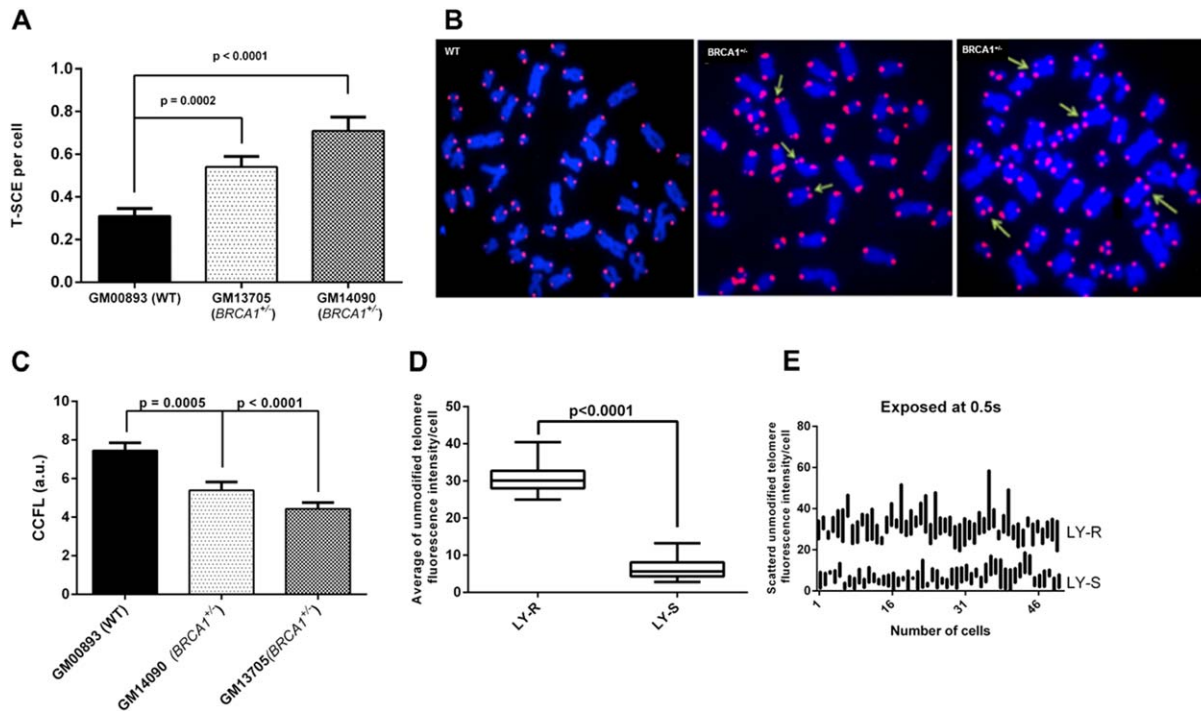 A
p < 0.0001
p = 0.0002
T-SCE per cell
1.0
0.8
0.6
0.4
0.2
0.0
GM00893 (WT)
GM13705
(BRCA1+/-)
GM14090
(BRCA1+/-)
B
WT
BRCA1+/-
BRCA1+/-
C
p = 0.0005
p < 0.0001
CCFL (a.u.)
10
8
6
4
2
0
GM00893 (WT)
GM14090 (BRCA1+/-)
GM13705(BRCA1+/-)
D
p<0.0001
Average of unmodified telomere
fluorescence intensity/cell
50
40
30
20
10
0
LY-R
LY-S
E
Exposed at 0.5s
Scatterd unmodified telomere
fluorescence intensity/cell
80
60
40
20
0
LY-R
LY-S
1
16
31
46
Number of cells